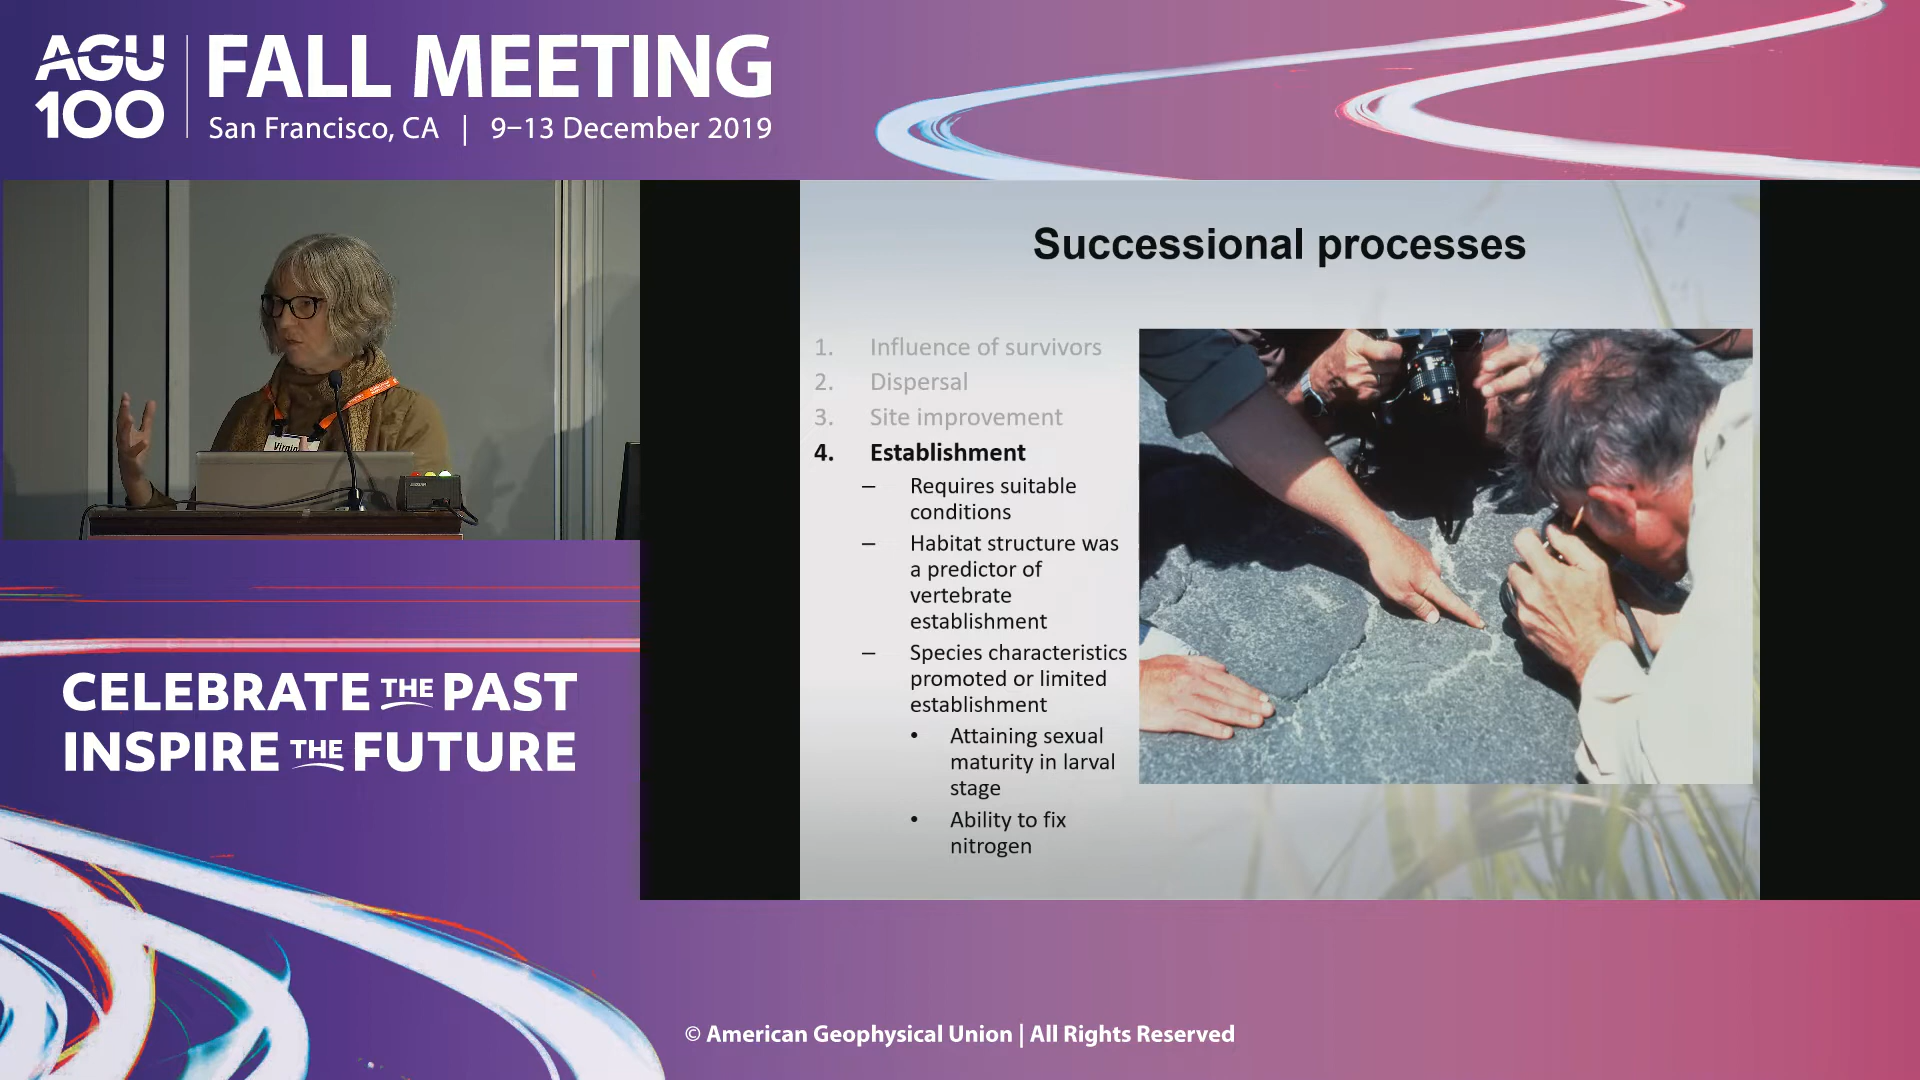 AGU
100
FALL MEETING
San Francisco, CA | 9–13 December 2019
Successional processes
1. Influence of survivors
2. Dispersal
3. Site improvement
4. Establishment
– Requires suitable
conditions
– Habitat structure was
a predictor of
vertebrate
establishment
– Species characteristics
promoted or limited
establishment
• Attaining sexual
maturity in larval
stage
• Ability to fix
nitrogen
CELEBRATE THE PAST
INSPIRE THE FUTURE
© American Geophysical Union | All Rights Reserved